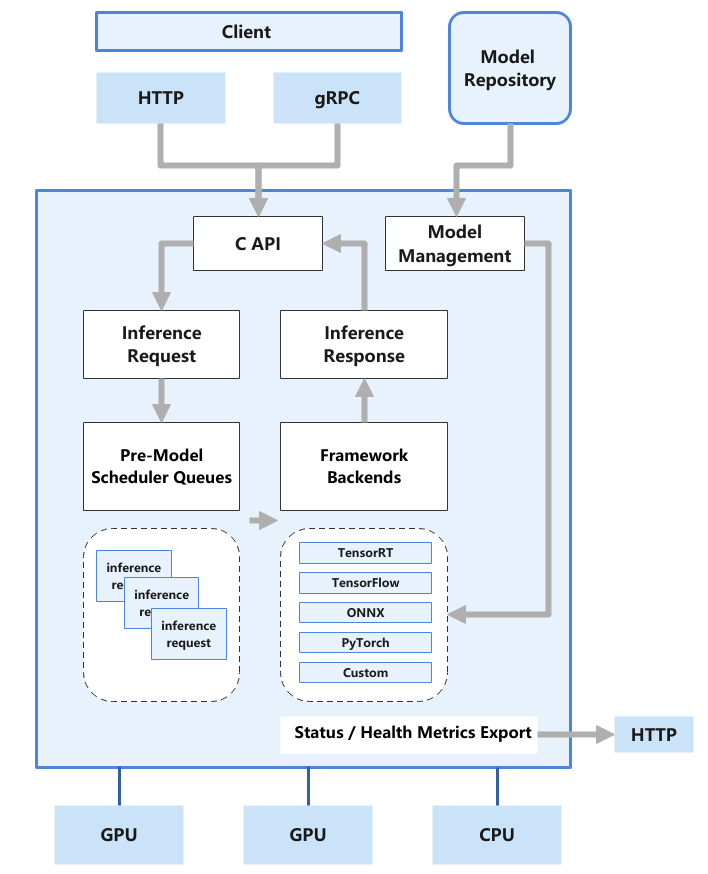 Client
Model
Repository
HTTP
gRPC
C API
Model
Management
Inference
Request
Inference
Response
Pre-Model
Scheduler Queues
Framework
Backends
inference
re
inference
re
inference
request
TensorRT
TensorFlow
ONNX
PyTorch
Custom
Status / Health Metrics Export
HTTP
GPU
GPU
CPU